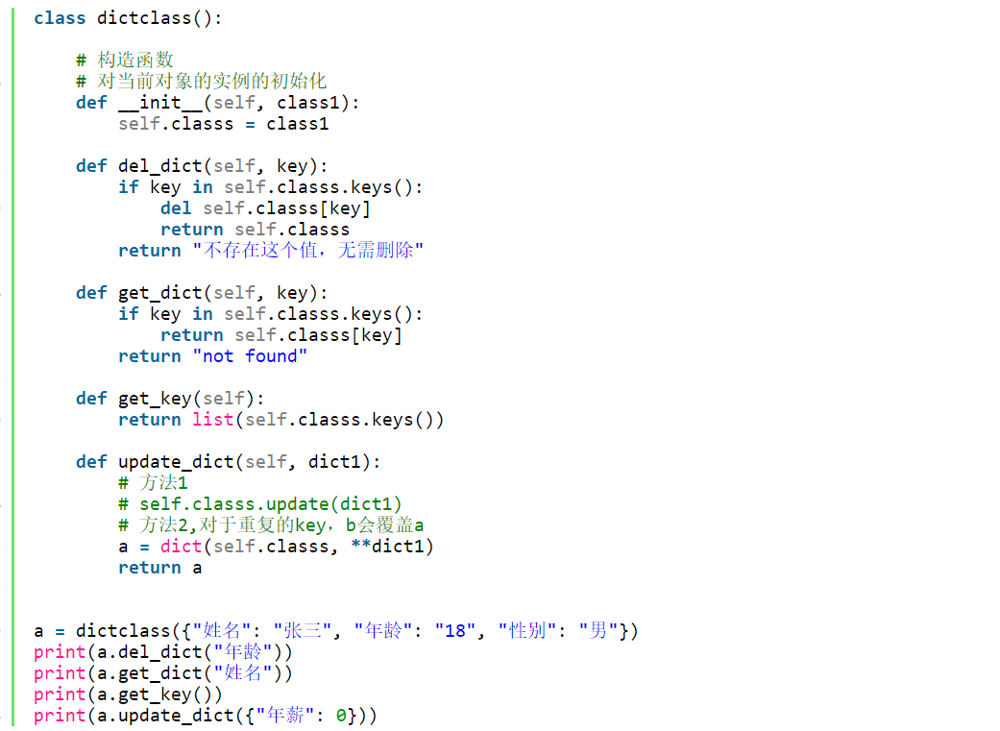 class dictclass():
    # 构造函数
    # 对当前对象的实例的初始化
    def __init__(self, class1):
        self.classs = class1
    def del_dict(self, key):
        if key in self.classs.keys():
            del self.classs[key]
            return self.classs
        return "不存在这个值，无需删除"
    def get_dict(self, key):
        if key in self.classs.keys():
            return self.classs[key]
        return "not found"
    def get_key(self):
        return list(self.classs.keys())
    def update_dict(self, dict1):
        # 方法1
        # self.classs.update(dict1)
        # 方法2,对于重复的key，b会覆盖a
        a = dict(self.classs, **dict1)
        return a
a = dictclass({"姓名": "张三", "年龄": "18", "性别": "男"})
print(a.del_dict("年龄"))
print(a.get_dict("姓名"))
print(a.get_key())
print(a.update_dict({"年薪": 0}))